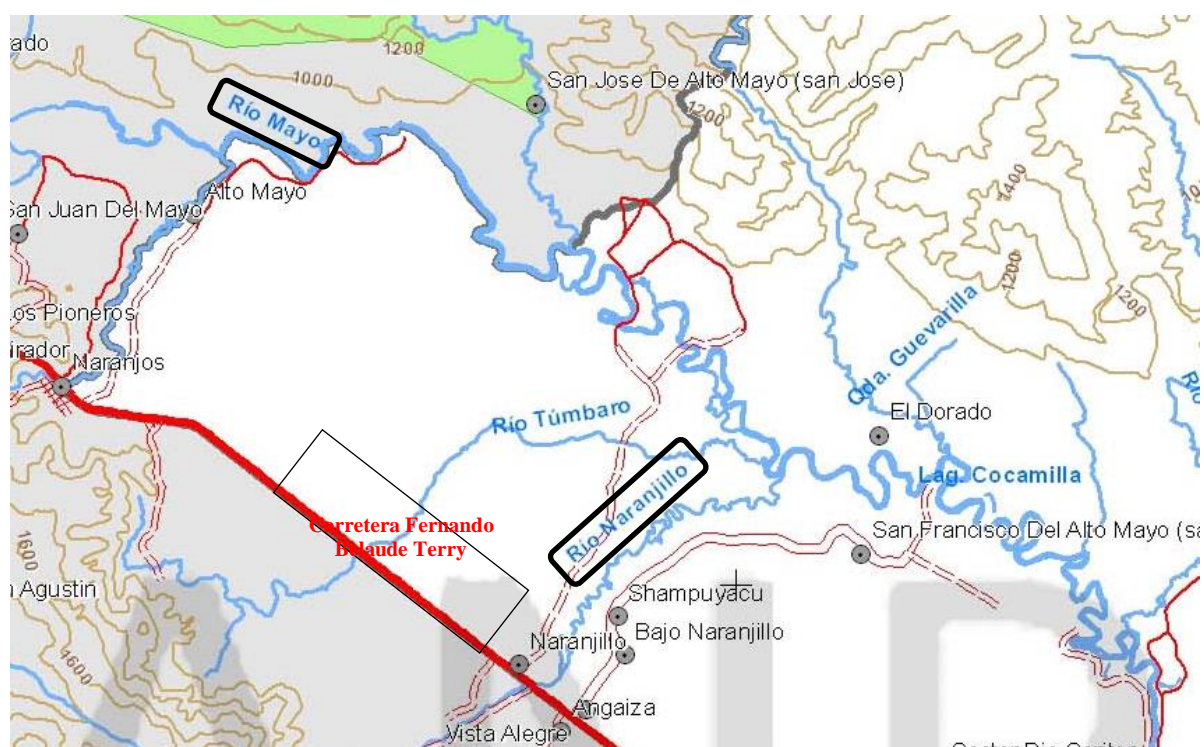 rado
1200
1000
San Jose De Alto Mayo (san Jose)
Río Mayo
1200
Alto Mayo
San Juan Del Mayo
1400
1200
1200
Los Pioneros
irador
Naranjos
Qda. Guevarilla
Río Túmbaro
El Dorado
Lag. Cocamilla
Río Naranjillo
Carretera Fernando
Belaude Terry
San Francisco Del Alto Mayo (sa
1600
n Agustin
Shampuyacu
Bajo Naranjillo
Naranjillo
1600
Angaiza
Vista Alegre